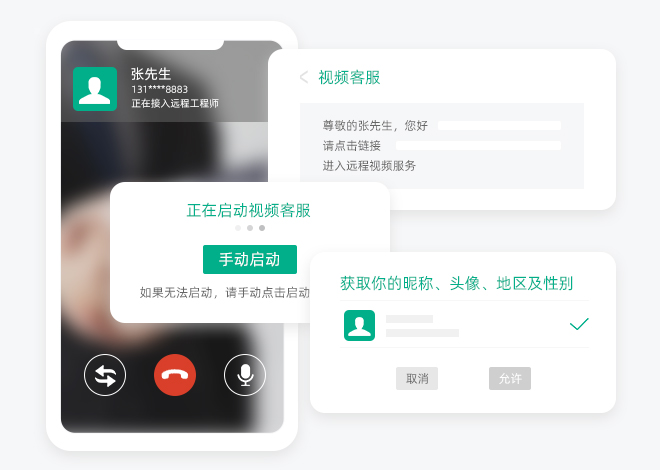 张先生
131****8883
正在接入远程工程师
视频客服
尊敬的张先生，您好
请点击链接
进入远程视频服务
正在启动视频客服
手动启动
如果无法启动，请手动点击启动
获取你的昵称、头像、地区及性别
取消
允许